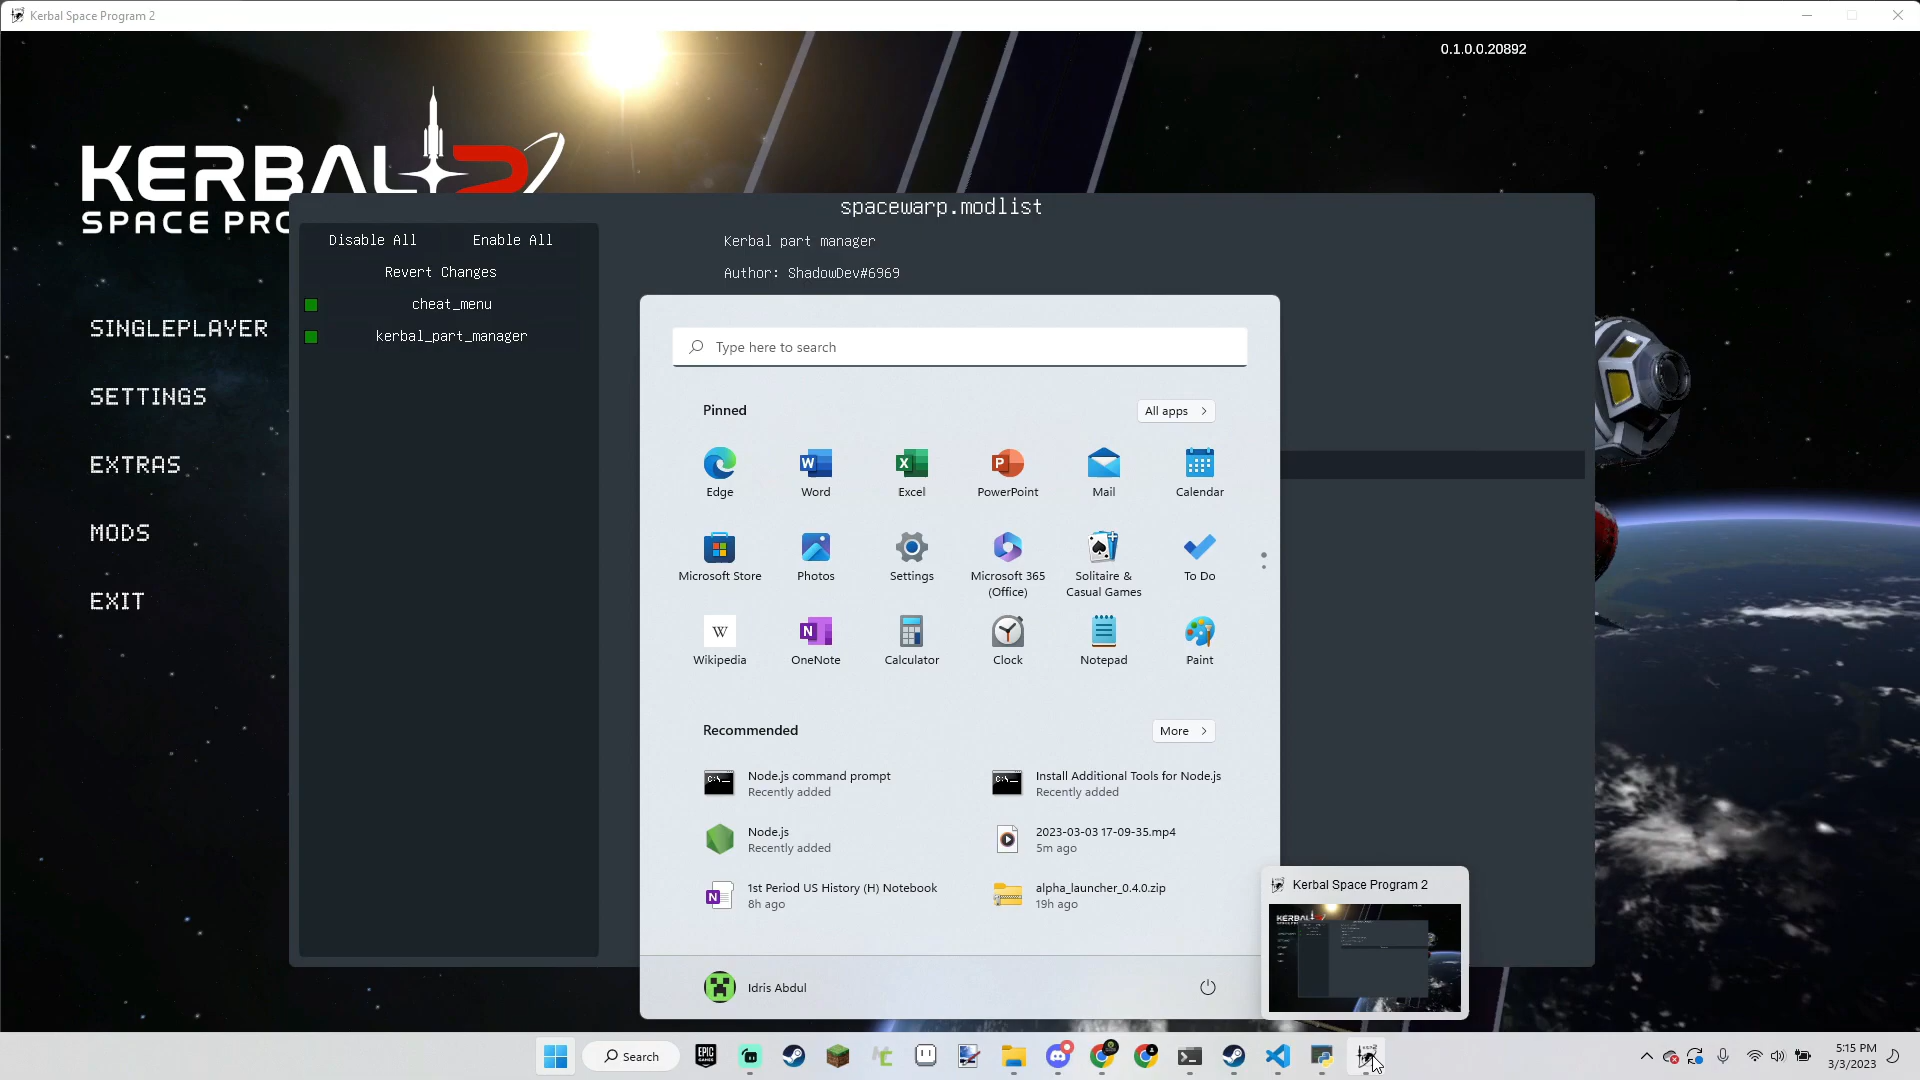 Kerbal Space Program 2
0.1.0.0.20892
KERBAL 2
SPACE PRO
spacewarp.modlist
Disable All
Enable All
Revert Changes
cheat_menu
kerbal_part_manager
Kerbal part manager
Author: ShadowDev#6969
SINGLEPLAYER
SETTINGS
EXTRAS
MODS
EXIT
Type here to search
Pinned
All apps
Edge
Word
Excel
PowerPoint
Mail
Calendar
Microsoft Store
Photos
Settings
Microsoft 365
(Office)
Solitaire &
Casual Games
To Do
Wikipedia
OneNote
Calculator
Clock
Notepad
Paint
Recommended
More
Node.js command prompt
Recently added
Install Additional Tools for Node.js
Recently added
Node.js
Recently added
2023-03-03 17-09-35.mp4
5m ago
1st Period US History (H) Notebook
8h ago
alpha_launcher_0.4.0.zip
19h ago
Idris Abdul
Kerbal Space Program 2
Search
5:15 PM
3/3/2023